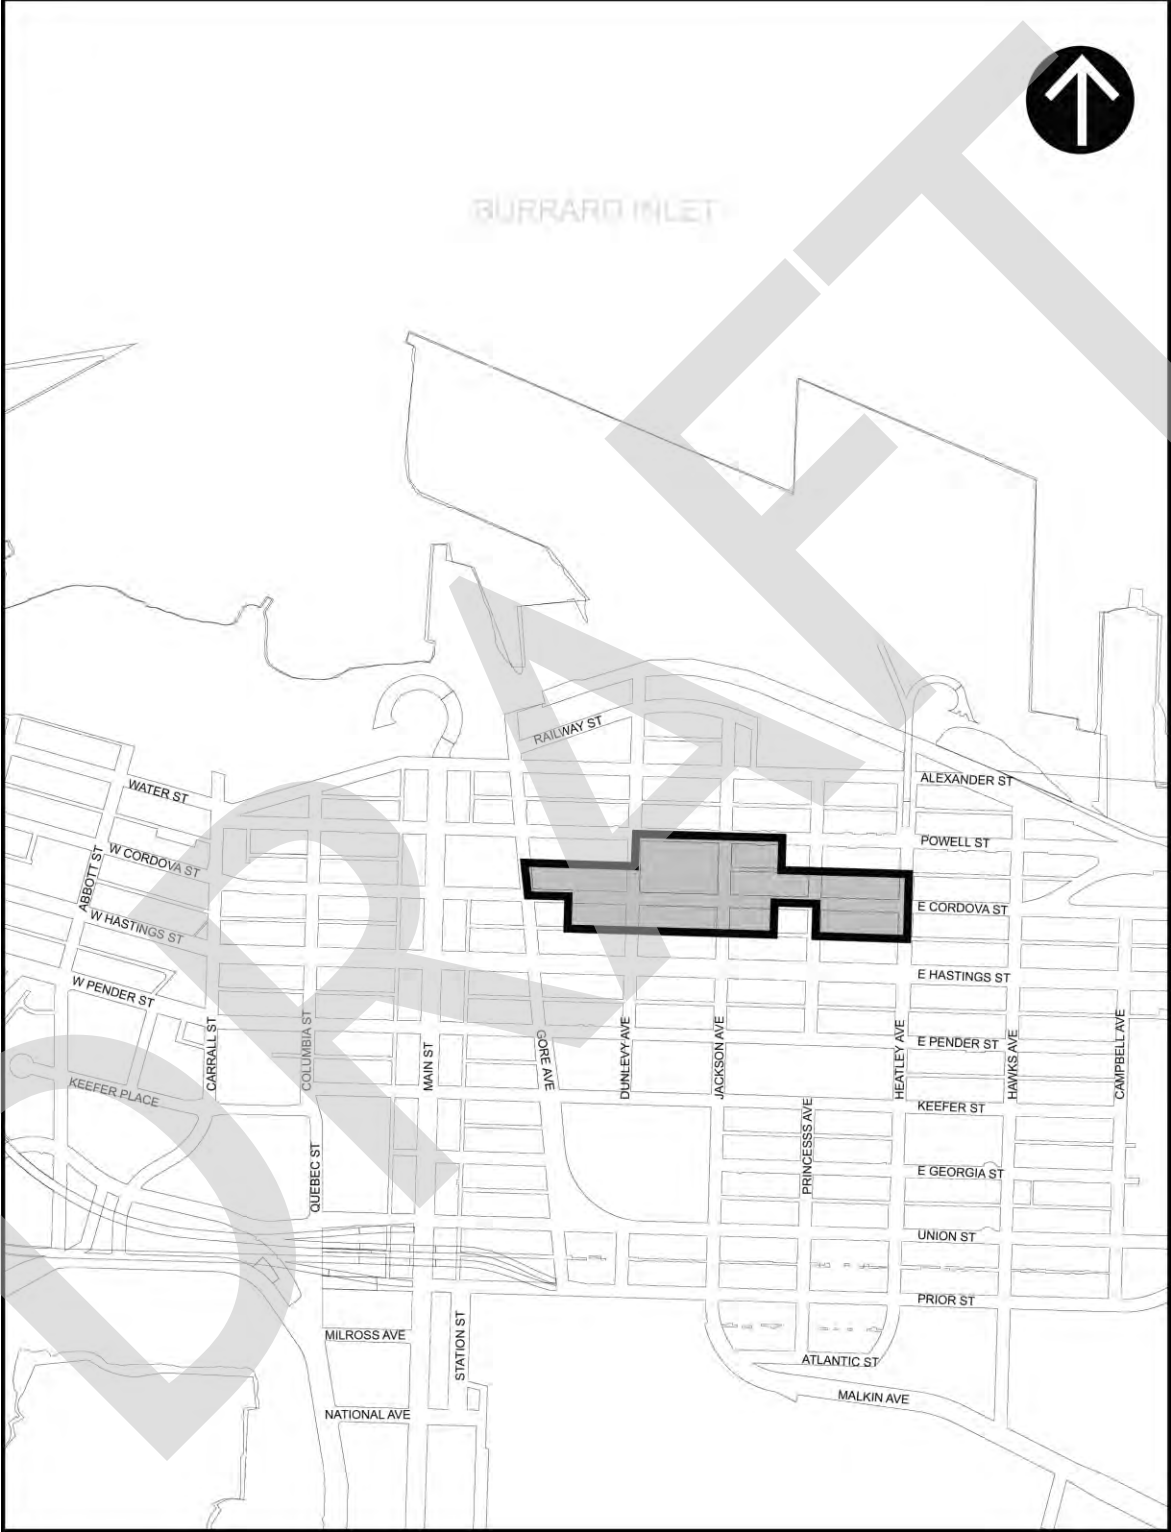 BURRARD INLET
RAILWAY ST
ALEXANDER ST
WATER ST
POWELL ST
W CORDOVA ST
ABBOTT ST
E CORDOVA ST
W HASTINGS ST
E HASTINGS ST
W PENDER ST
CARRALL ST
COLUMBIA ST
MAIN ST
GORE AVE
DUNLEVY AVE
JACKSON AVE
HEATLEY AVE
E PENDER ST
HAWKS AVE
CAMPBELL AVE
KEEFER PLACE
KEEFER ST
PRINCESSS AVE
QUEBEC ST
E GEORGIA ST
UNION ST
PRIOR ST
MILROSS AVE
STATION ST
ATLANTIC ST
MALKIN AVE
NATIONAL AVE
DRAFT